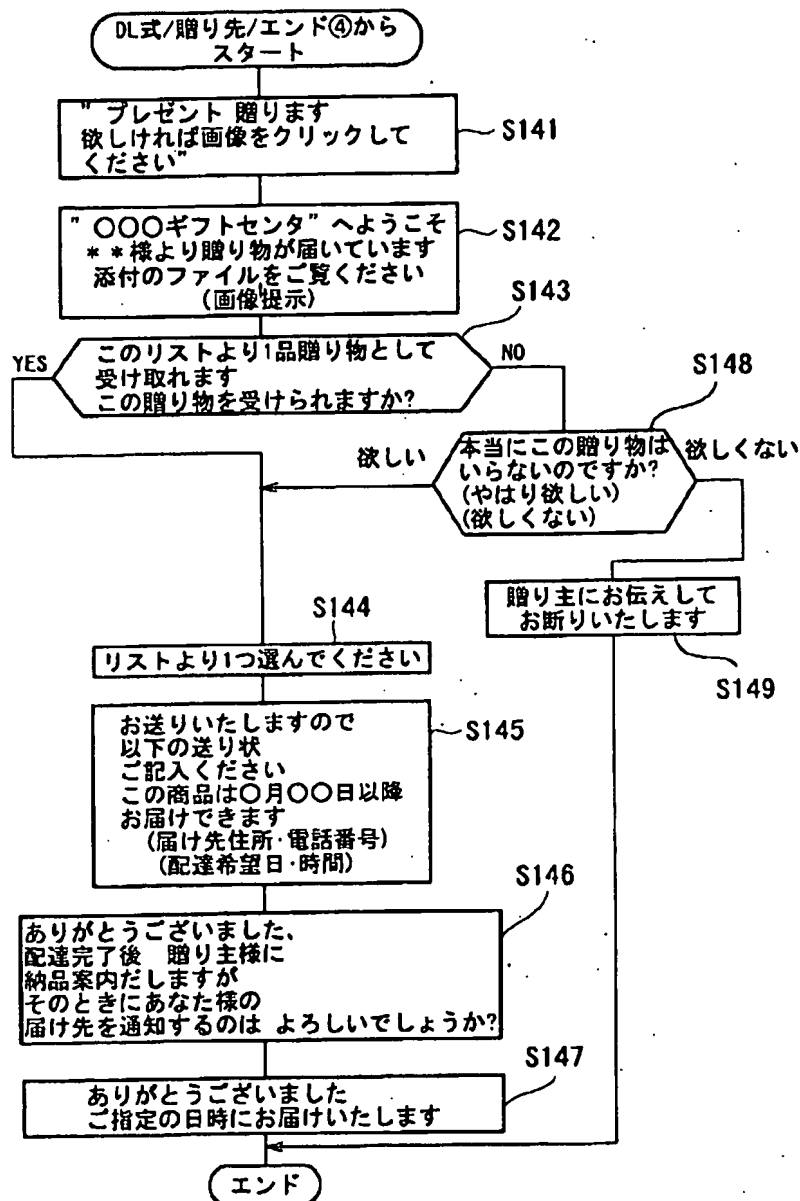 DL式/贈り先/エンド④から
スタート
" プレゼント 贈ります
欲しければ画像をクリックして
ください"
S141
" 〇〇〇ギフトセンタ" へようこそ
＊＊様より贈り物が届いています
添付のファイルをご覧ください
(画像提示)
S142
S143
YES
このリストより1品贈り物として
受け取れます
この贈り物を受けられますか?
NO
S148
欲しい
本当にこの贈り物は
いらないのですか?
(やはり欲しい)
(欲しくない)
欲しくない
贈り主にお伝えして
お断りいたします
S149
S144
リストより1つ選んでください
お送りいたしますので
以下の送り状
ご記入ください
この商品は〇月〇〇日以降
お届けできます
(届け先住所・電話番号)
(配達希望日・時間)
S145
S146
ありがとうございました、
配達完了後 贈り主様に
納品案内だしますが
そのときにあなた様の
届け先を通知するのは よろしいでしょうか?
S147
ありがとうございました
ご指定の日時にお届けいたします
エンド